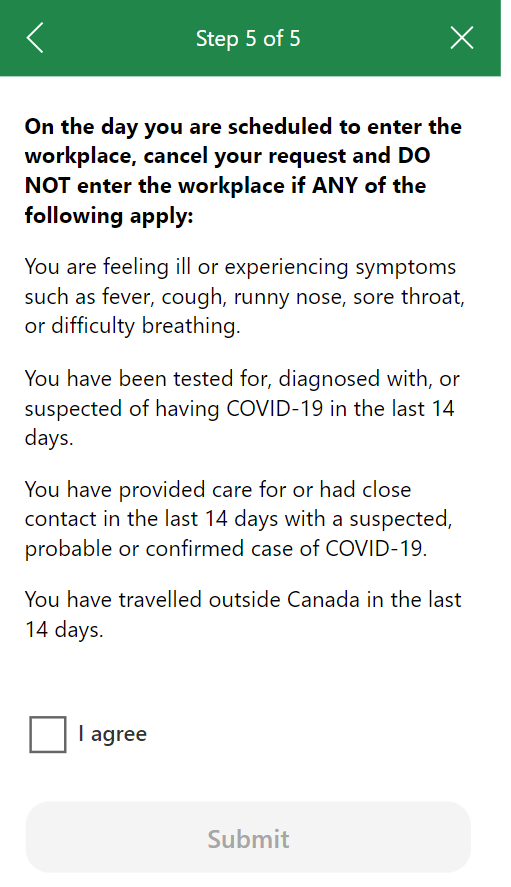 Step 5 of 5
On the day you are scheduled to enter the
workplace, cancel your request and DO
NOT enter the workplace if ANY of the
following apply:
You are feeling ill or experiencing symptoms
such as fever, cough, runny nose, sore throat,
or difficulty breathing.
You have been tested for, diagnosed with, or
suspected of having COVID-19 in the last 14
days.
You have provided care for or had close
contact in the last 14 days with a suspected,
probable or confirmed case of COVID-19.
You have travelled outside Canada in the last
14 days.
I agree
Submit